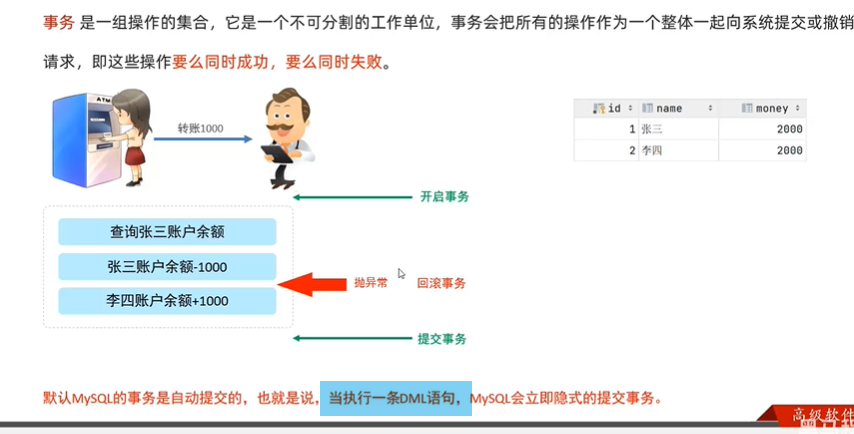 事务 是一组操作的集合，它是一个不可分割的工作单位，事务会把所有的操作作为一个整体一起向系统提交或撤销
请求，即这些操作要么同时成功，要么同时失败。
ATM
转账1000
id name money
1 张三 2000
2 李四 2000
开启事务
查询张三账户余额
张三账户余额-1000
抛异常 回滚事务
李四账户余额+1000
提交事务
默认MySQL的事务是自动提交的，也就是说，当执行一条DML语句，MySQL会立即隐式的提交事务。
高级软件